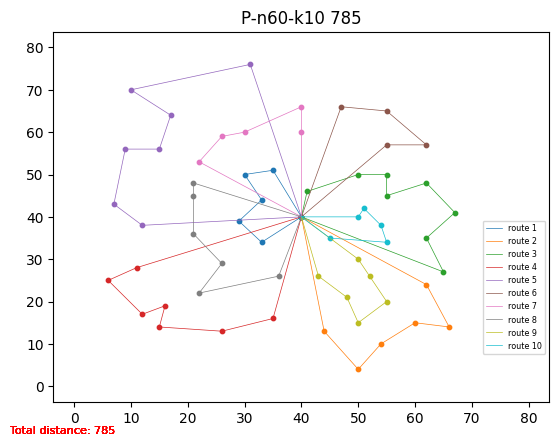 P-n60-k10 785
80
70
60
50
40
30
20
10
0
route 1
route 2
route 3
route 4
route 5
route 6
route 7
route 8
route 9
route 10
0 10 20 30 40 50 60 70 80
Total distance: 785